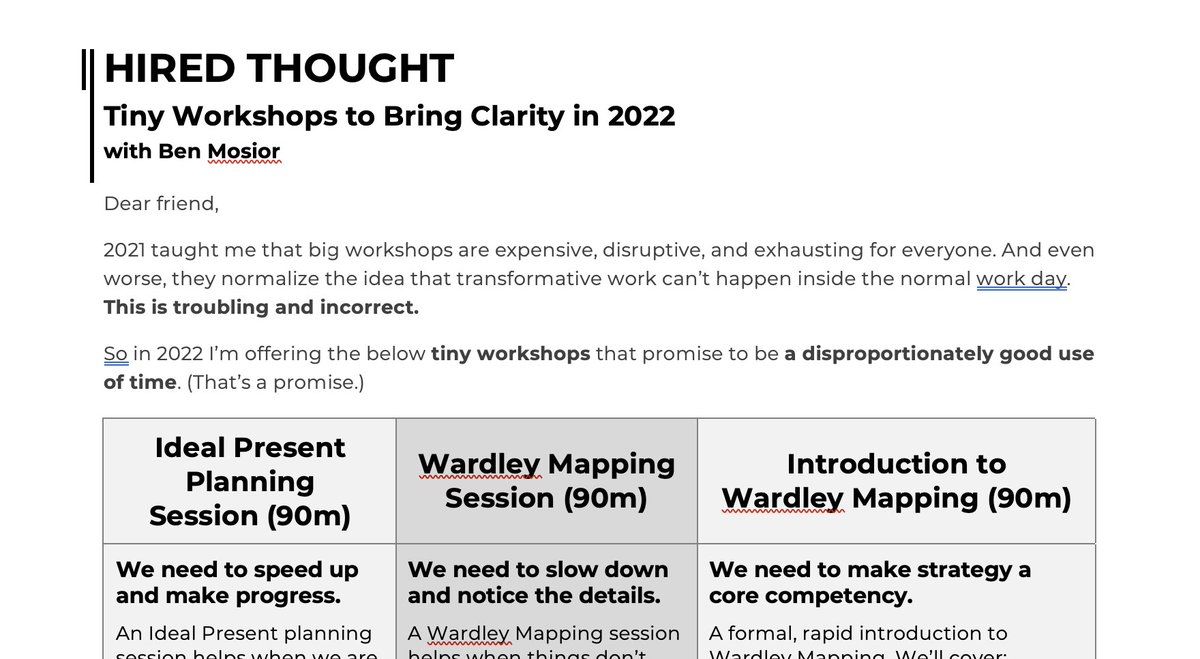 HIRED THOUGHT
Tiny Workshops to Bring Clarity in 2022
with Ben Mosior
Dear friend,
2021 taught me that big workshops are expensive, disruptive, and exhausting for everyone. And even
worse, they normalize the idea that transformative work can’t happen inside the normal work day.
This is troubling and incorrect.
So in 2022 I’m offering the below tiny workshops that promise to be a disproportionately good use
of time. (That’s a promise.)
Ideal Present
Planning
Session (90m)
Wardley Mapping
Session (90m)
Introduction to
Wardley Mapping (90m)
We need to speed up
and make progress.
An Ideal Present planning
session helps when we are
We need to slow down
and notice the details.
A Wardley Mapping session
helps when things don’t
We need to make strategy a
core competency.
A formal, rapid introduction to
Wardley Mapping. We’ll cover: